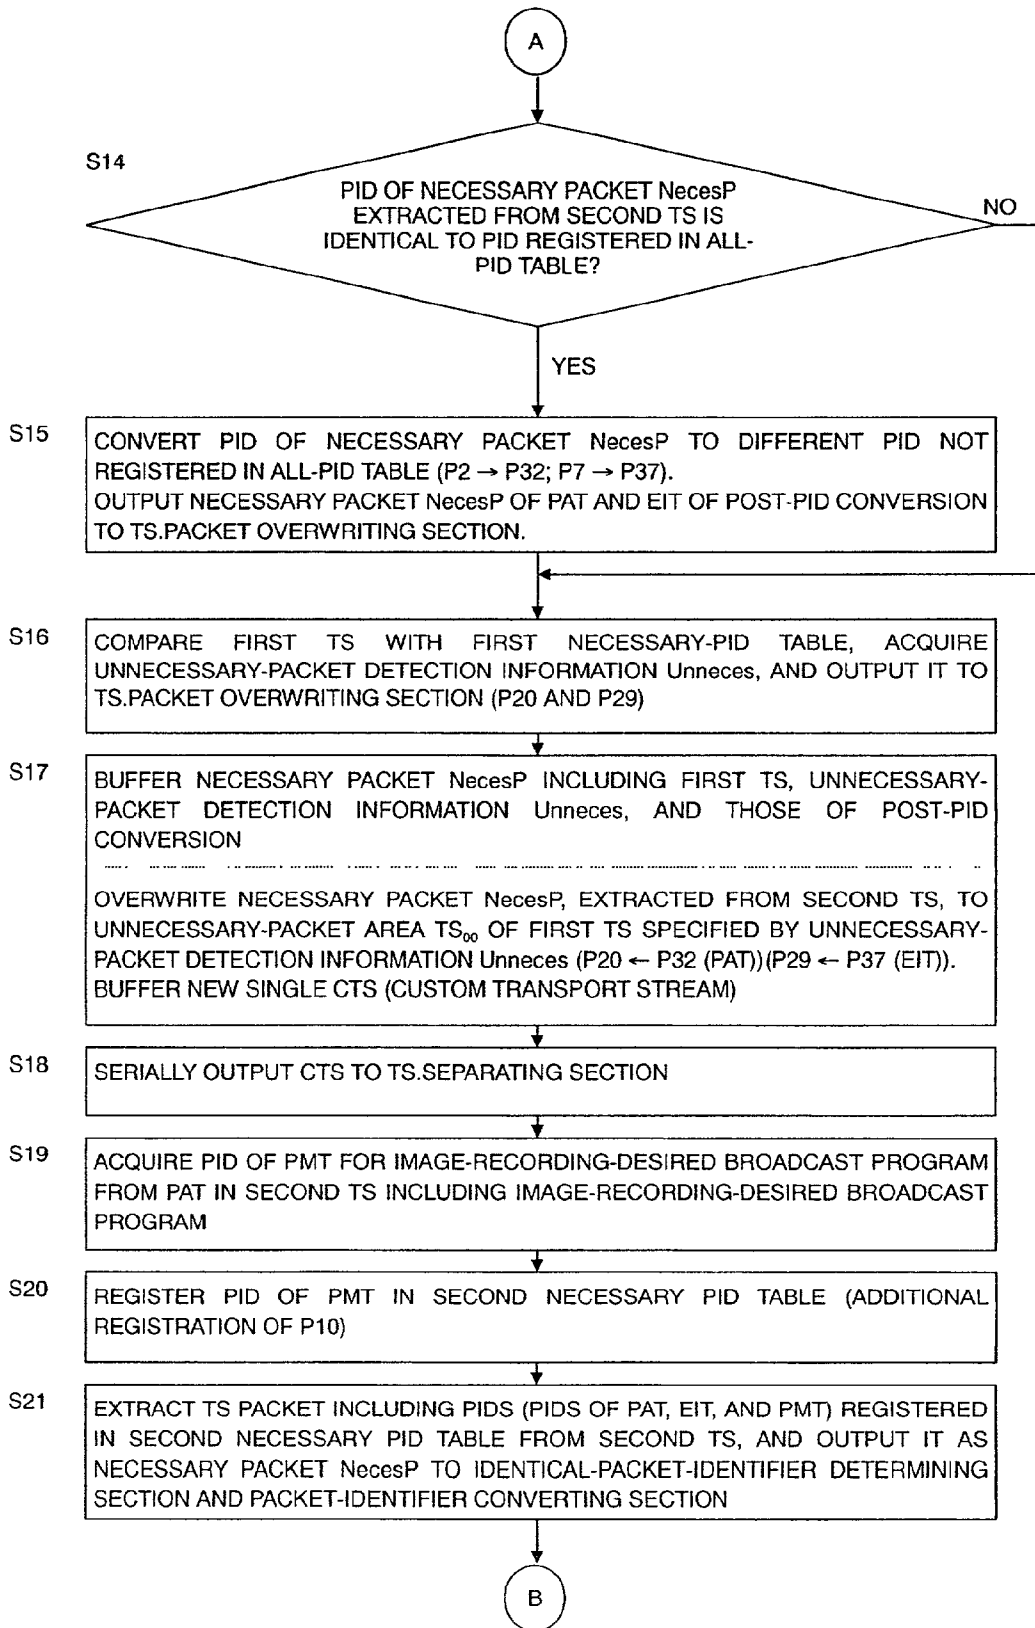 A
S14
PID OF NECESSARY PACKET NecesP
EXTRACTED FROM SECOND TS IS
IDENTICAL TO PID REGISTERED IN ALL-
PID TABLE?
NO
YES
S15
CONVERT PID OF NECESSARY PACKET NecesP TO DIFFERENT PID NOT
REGISTERED IN ALL-PID TABLE (P2 → P32; P7 → P37).
OUTPUT NECESSARY PACKET NecesP OF PAT AND EIT OF POST-PID CONVERSION
TO TS.PACKET OVERWRITING SECTION.
S16
COMPARE FIRST TS WITH FIRST NECESSARY-PID TABLE, ACQUIRE
UNNECESSARY-PACKET DETECTION INFORMATION Unneces, AND OUTPUT IT TO
TS.PACKET OVERWRITING SECTION (P20 AND P29)
S17
BUFFER NECESSARY PACKET NecesP INCLUDING FIRST TS, UNNECESSARY-
PACKET DETECTION INFORMATION Unneces, AND THOSE OF POST-PID
CONVERSION
OVERWRITE NECESSARY PACKET NecesP, EXTRACTED FROM SECOND TS, TO
UNNECESSARY-PACKET AREA TS₀₀ OF FIRST TS SPECIFIED BY UNNECESSARY-
PACKET DETECTION INFORMATION Unneces (P20 ← P32 (PAT))(P29 ← P37 (EIT)).
BUFFER NEW SINGLE CTS (CUSTOM TRANSPORT STREAM)
S18
SERIALLY OUTPUT CTS TO TS.SEPARATING SECTION
S19
ACQUIRE PID OF PMT FOR IMAGE-RECORDING-DESIRED BROADCAST PROGRAM
FROM PAT IN SECOND TS INCLUDING IMAGE-RECORDING-DESIRED BROADCAST
PROGRAM
S20
REGISTER PID OF PMT IN SECOND NECESSARY PID TABLE (ADDITIONAL
REGISTRATION OF P10)
S21
EXTRACT TS PACKET INCLUDING PIDS (PIDS OF PAT, EIT, AND PMT) REGISTERED
IN SECOND NECESSARY PID TABLE FROM SECOND TS, AND OUTPUT IT AS
NECESSARY PACKET NecesP TO IDENTICAL-PACKET-IDENTIFIER DETERMINING
SECTION AND PACKET-IDENTIFIER CONVERTING SECTION
B